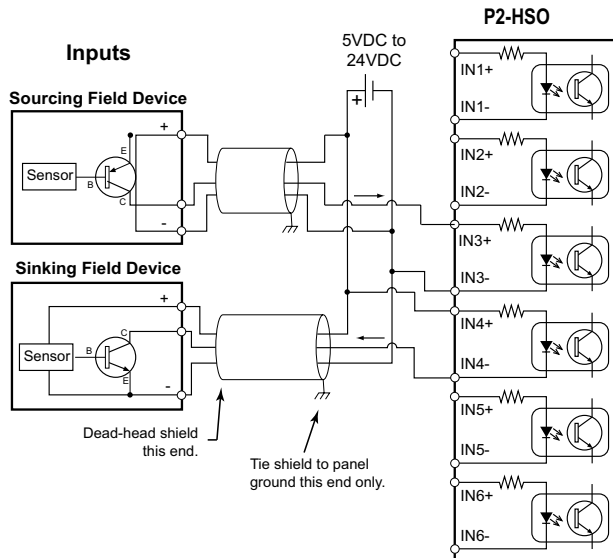 P2-HSO
5VDC to
24VDC
+
Inputs
Sourcing Field Device
+
E
Sensor
B
C
-
Sinking Field Device
+
C
Sensor
B
E
-
Dead-head shield
this end.
Tie shield to panel
ground this end only.
IN1+
IN1-
IN2+
IN2-
IN3+
IN3-
IN4+
IN4-
IN5+
IN5-
IN6+
IN6-